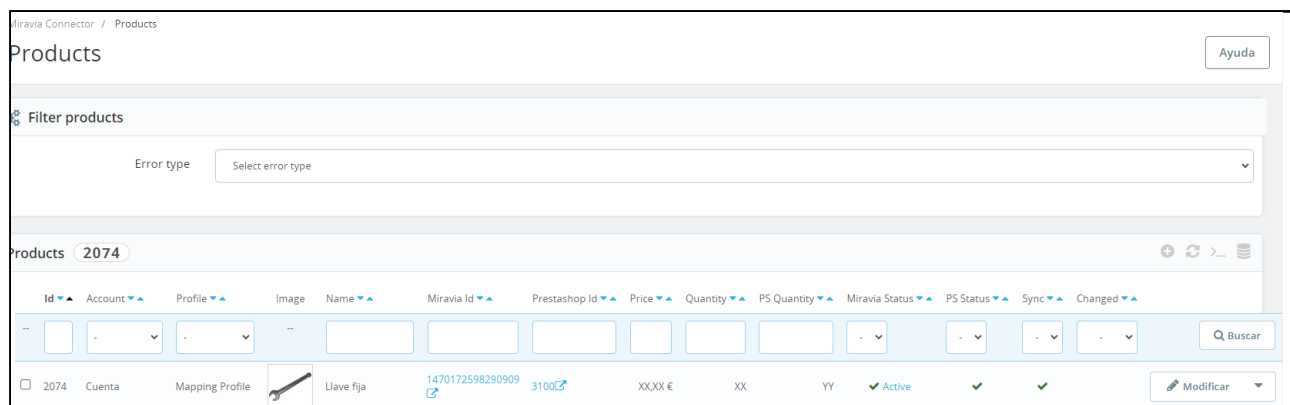 Miravia Connector / Products
Products
Ayuda
Filter products
Error type Select error type
Products 2074
Id Account Profile Image Name Miravia Id Prestashop Id Price Quantity PS Quantity Miravia Status PS Status Sync Changed
-- - - -- - - - - Buscar
2074 Cuenta Mapping Profile Llave fija 1470172598290909 3100 XX,XX € XX YY Active Modificar